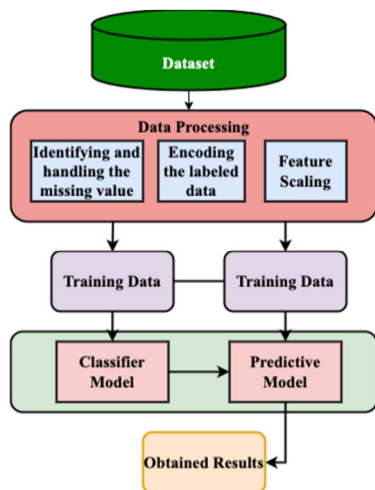 Dataset
Data Processing
Identifying and
handling the
missing value
Encoding
the labeled
data
Feature
Scaling
Training Data
Training Data
Classifier
Model
Predictive
Model
Obtained Results